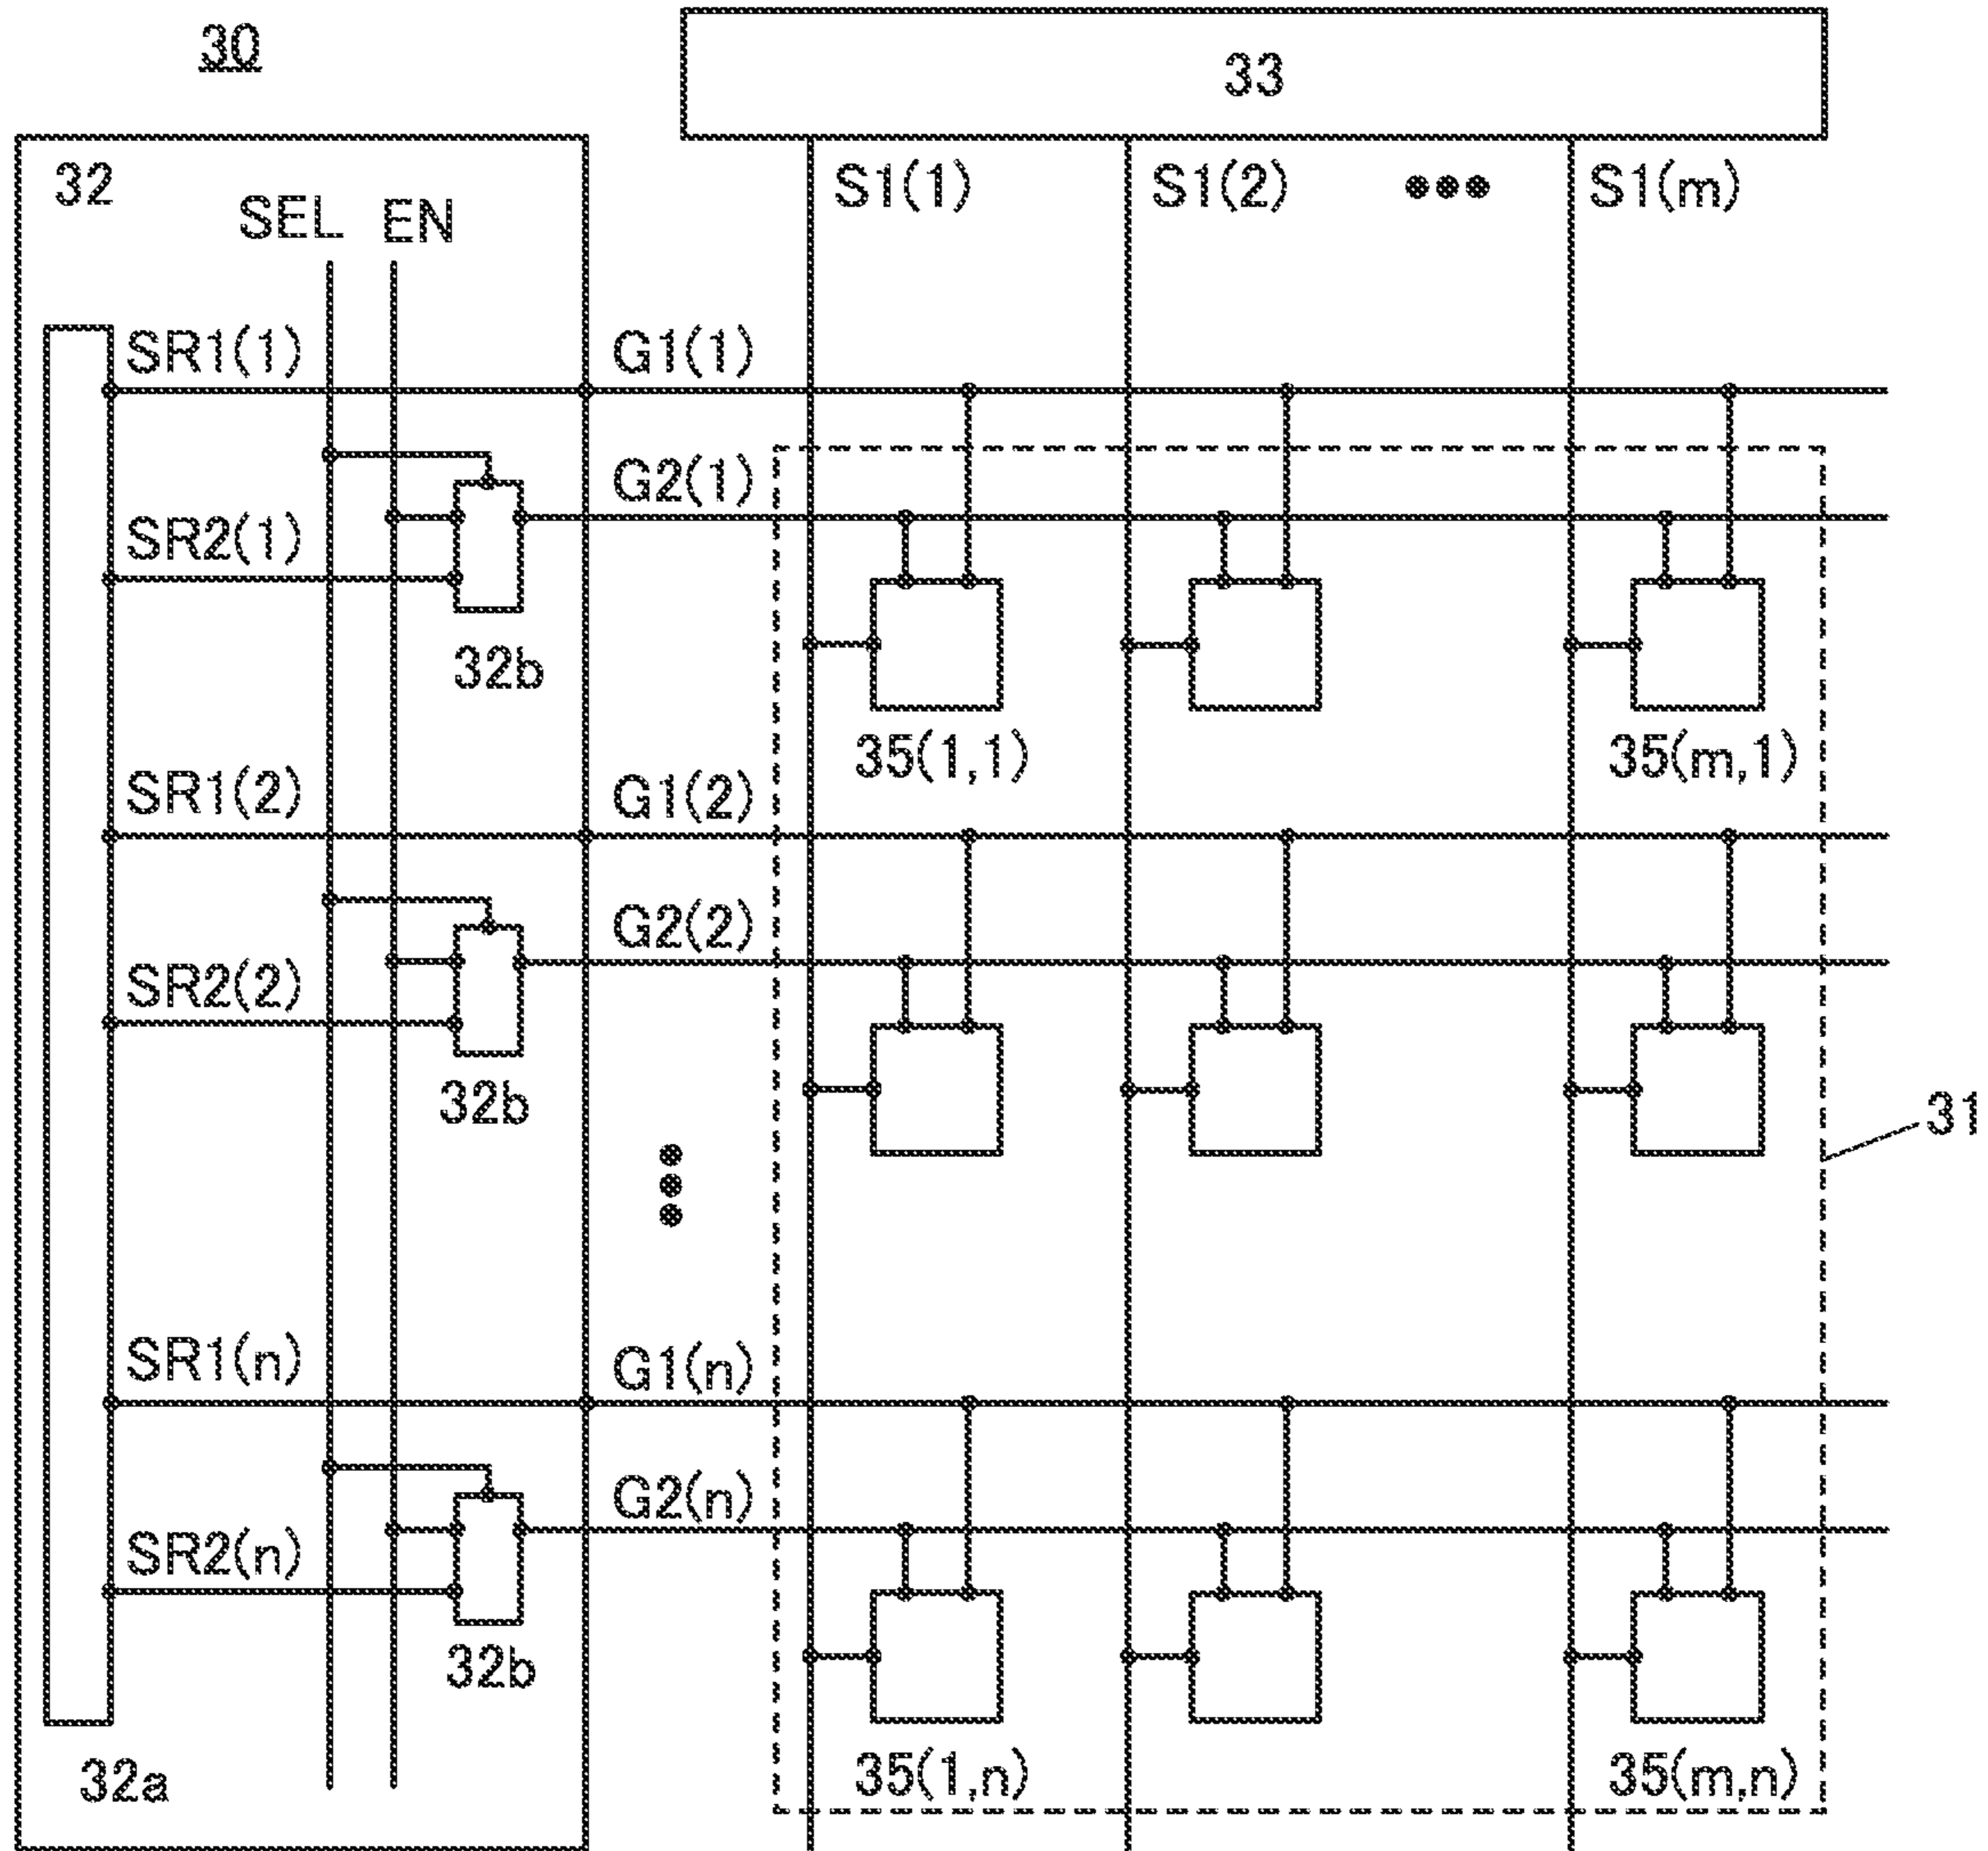 30
33
32
SEL EN
S1(1) S1(2) S1(m)
SR1(1) G1(1)
G2(1)
SR2(1)
32b
35(1,1) 35(m,1)
SR1(2) G1(2)
G2(2)
SR2(2)
32b
31
SR1(n) G1(n)
G2(n)
SR2(n)
32b
32a
35(1,n) 35(m,n)